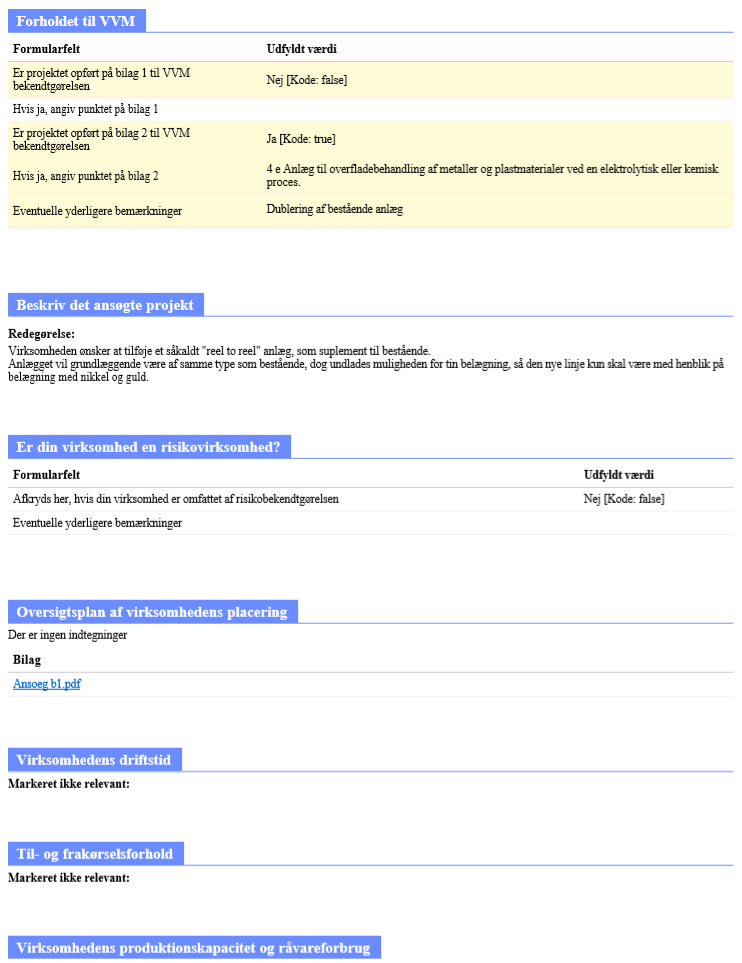 Forholdet til VVM
Formularfelt Udfyldt værdi
Er projektet opført på bilag 1 til VVM
bekendtgørelsen
Nej [Kode: false]
Hvis ja, angiv punktet på bilag 1
Er projektet opført på bilag 2 til VVM
bekendtgørelsen
Ja [Kode: true]
Hvis ja, angiv punktet på bilag 2
4 e Anlæg til overfladebehandling af metaller og plastmaterialer ved en elektrolytisk eller kemisk
proces.
Eventuelle yderligere bemærkninger Dublering af bestående anlæg
Beskriv det ansøgte projekt
Redegørelse:
Virksomheden ønsker at tilføje et såkaldt "reel to reel" anlæg, som suplement til bestående.
Anlægget vil grundlæggende være af samme type som bestående, dog undlades muligheden for tin belægning, så den nye linje kun skal være med henblik på
belægning med nikkel og guld.
Er din virksomhed en risikovirksomhed?
Formularfelt Udfyldt værdi
Afkryds her, hvis din virksomhed er omfattet af risikobekendtgørelsen Nej [Kode: false]
Eventuelle yderligere bemærkninger
Oversigtsplan af virksomhedens placering
Der er ingen indtegninger
Bilag
Ansoeg b1.pdf
Virksomhedens driftstid
Markeret ikke relevant:
Til- og frakørselsforhold
Markeret ikke relevant:
Virksomhedens produktionskapacitet og råvareforbrug